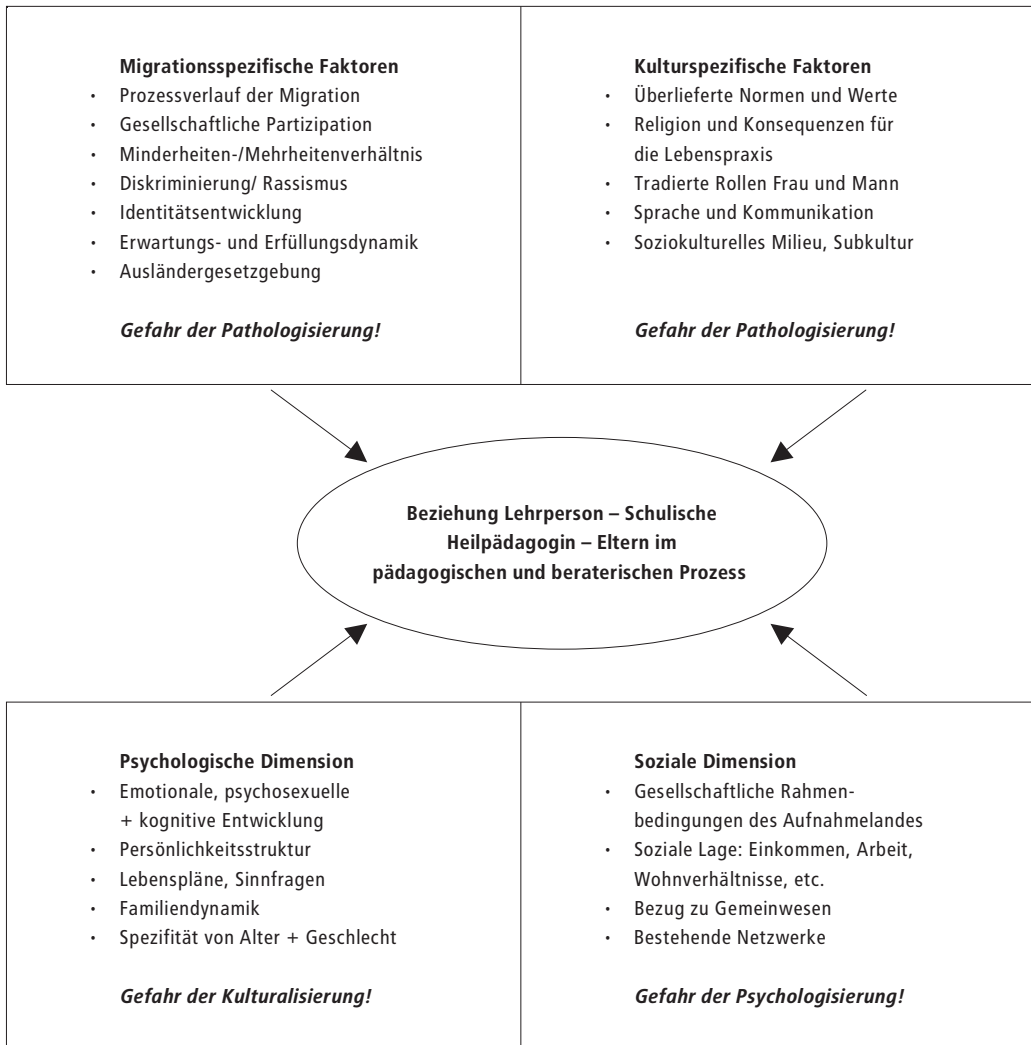 Migrationsspezifische Faktoren
· Prozessverlauf der Migration
· Gesellschaftliche Partizipation
· Minderheiten-/Mehrheitenverhältnis
· Diskriminierung/ Rassismus
· Identitätsentwicklung
· Erwartungs- und Erfüllungsdynamik
· Ausländergesetzgebung
Gefahr der Pathologisierung!
Kulturspezifische Faktoren
· Überlieferte Normen und Werte
· Religion und Konsequenzen für
die Lebenspraxis
· Tradierte Rollen Frau und Mann
· Sprache und Kommunikation
· Soziokulturelles Milieu, Subkultur
Gefahr der Pathologisierung!
Beziehung Lehrperson – Schulische
Heilpädagogin – Eltern im
pädagogischen und beraterischen Prozess
Psychologische Dimension
· Emotionale, psychosexuelle
+ kognitive Entwicklung
· Persönlichkeitsstruktur
· Lebenspläne, Sinnfragen
· Familiendynamik
· Spezifität von Alter + Geschlecht
Gefahr der Kulturalisierung!
Soziale Dimension
· Gesellschaftliche Rahmen-
bedingungen des Aufnahmelandes
· Soziale Lage: Einkommen, Arbeit,
Wohnverhältnisse, etc.
· Bezug zu Gemeinwesen
· Bestehende Netzwerke
Gefahr der Psychologisierung!